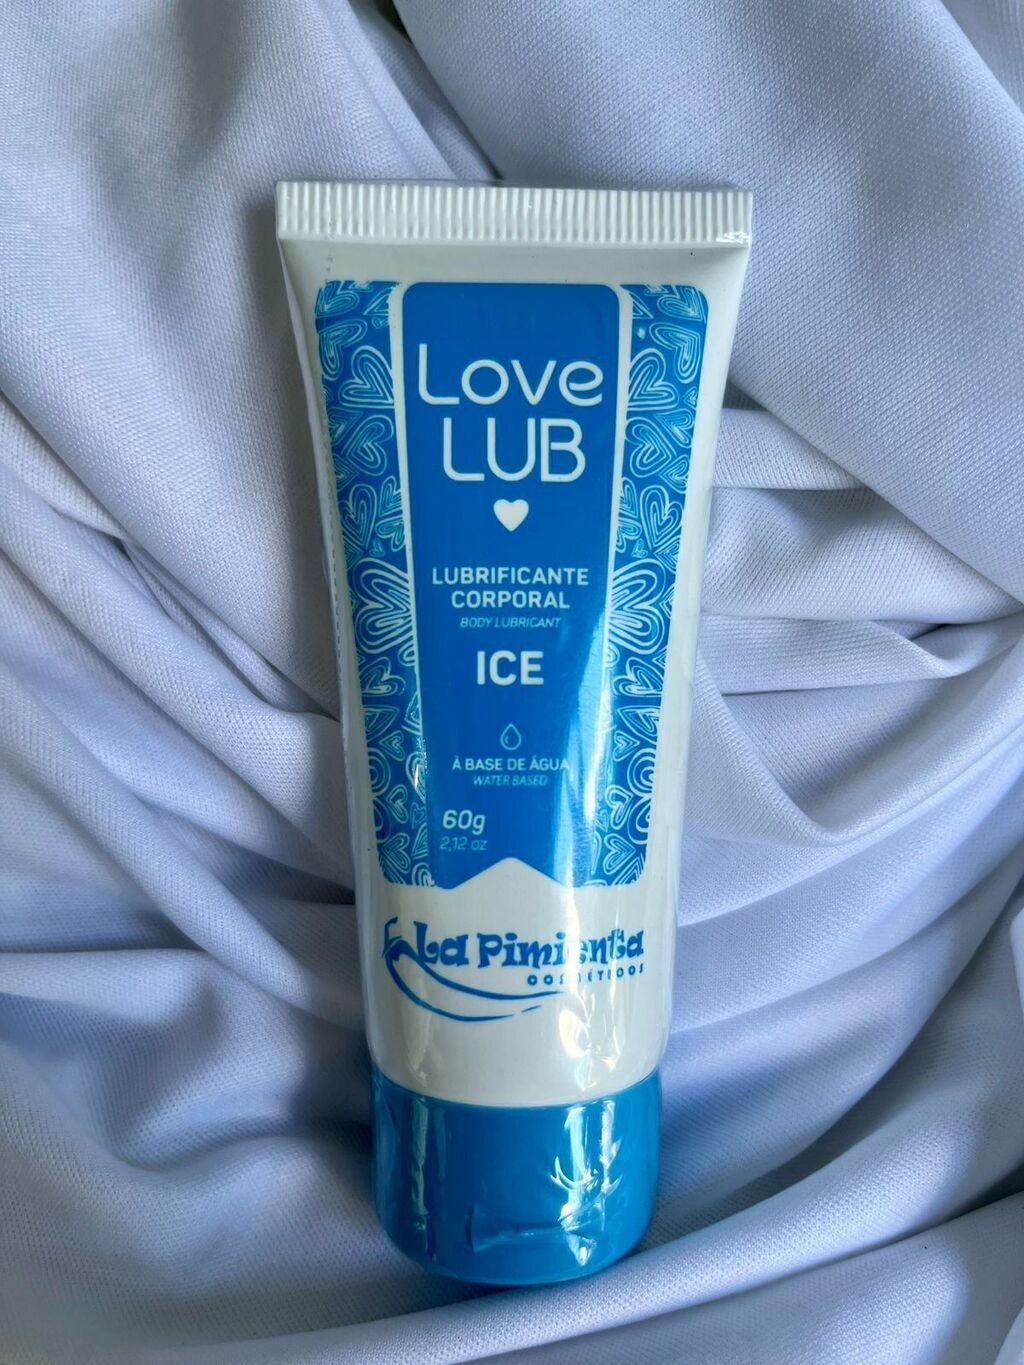 Love
LUB
LUBRIFICANTE
CORPORAL
BODY LUBRICANT
ICE
À BASE DE ÁGUA
WATER BASED
60g
2,12 oz
La Pimienta
COSMÉTICOS